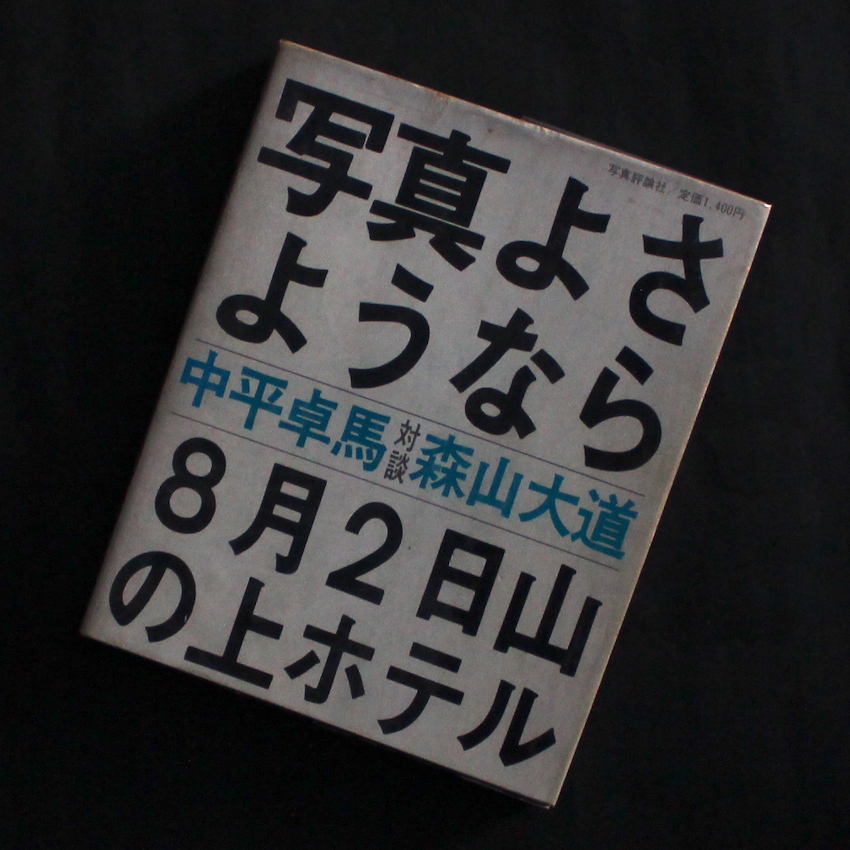 写真評論社／定価1,400円
写真よさ
ようなら
中平卓馬 対談 森山大道
8月2日山
の上ホテル